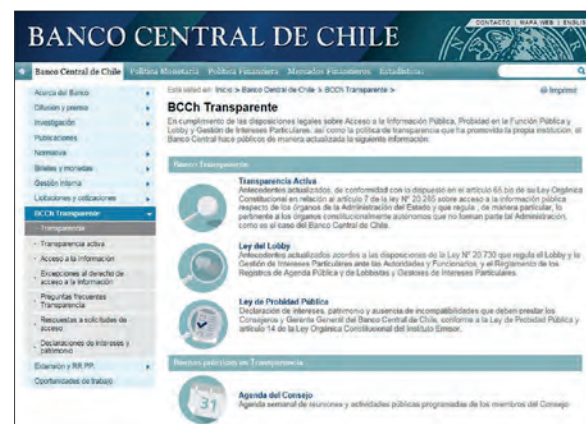 CONTACTO | MAPA WEB | ENGLIS
BANCO CENTRAL DE CHILE
Banco Central de Chile Política Monetaria Política Financiera Mercados Financieros Estadísticas
Acerca del Banco
Difusión y prensa
Investigación
Publicaciones
Normativa
Billetes y monedas
Gestión interna
Licitaciones y cotizaciones
BCCh Transparente
Transparencia
Transparencia activa
Acceso a la información
Excepciones al derecho de
acceso a la información
Preguntas frecuentes
Transparencia
Respuestas a solicitudes de
acceso
Declaraciones de intereses y
patrimonio
Extensión y RR.PP.
Oportunidades de trabajo
Está usted en: Inicio > Banco Central de Chile > BCCh Transparente >
Imprimir
BCCh Transparente
En cumplimiento de las disposiciones legales sobre Acceso a la Información Pública, Probidad en la Función Pública y
Lobby y Gestión de Intereses Particulares, así como la política de transparencia que ha promovido la propia institución, el
Banco Central hace públicos de manera actualizada la siguiente información:
Banco Transparente
Transparencia Activa
Antecedentes actualizados, de conformidad con lo dispuesto en el artículo 65 bis de su Ley Orgánica
Constitucional en relación al artículo 7 de la ley N° 20.285 sobre acceso a la información pública
respecto de los órganos de la Administración del Estado y que regula , de manera particular, lo
pertinente a los órganos constitucionalmente autónomos que no forman parte tal Administración,
como es el caso del Banco Central de Chile.
Ley del Lobby
Antecedentes actualizados acordes a las disposiciones de la Ley N° 20.730 que regula el Lobby y la
Gestión de Intereses Particulares ante las Autoridades y Funcionarios, y el Reglamento de los
Registros de Agenda Pública y de Lobbistas y Gestores de Intereses Particulares.
Ley de Probidad Pública
Declaración de intereses, patrimonio y ausencia de incompatibilidades que deben prestar los
Consejeros y Gerente General del Banco Central de Chile, conforme a la Ley de Probidad Pública y
artículo 14 de la Ley Orgánica Constitucional del Instituto Emisor.
Buenas prácticas en Transparencia
31
Agenda del Consejo
Agenda semanal de reuniones y actividades públicas programadas de los miembros del Consejo